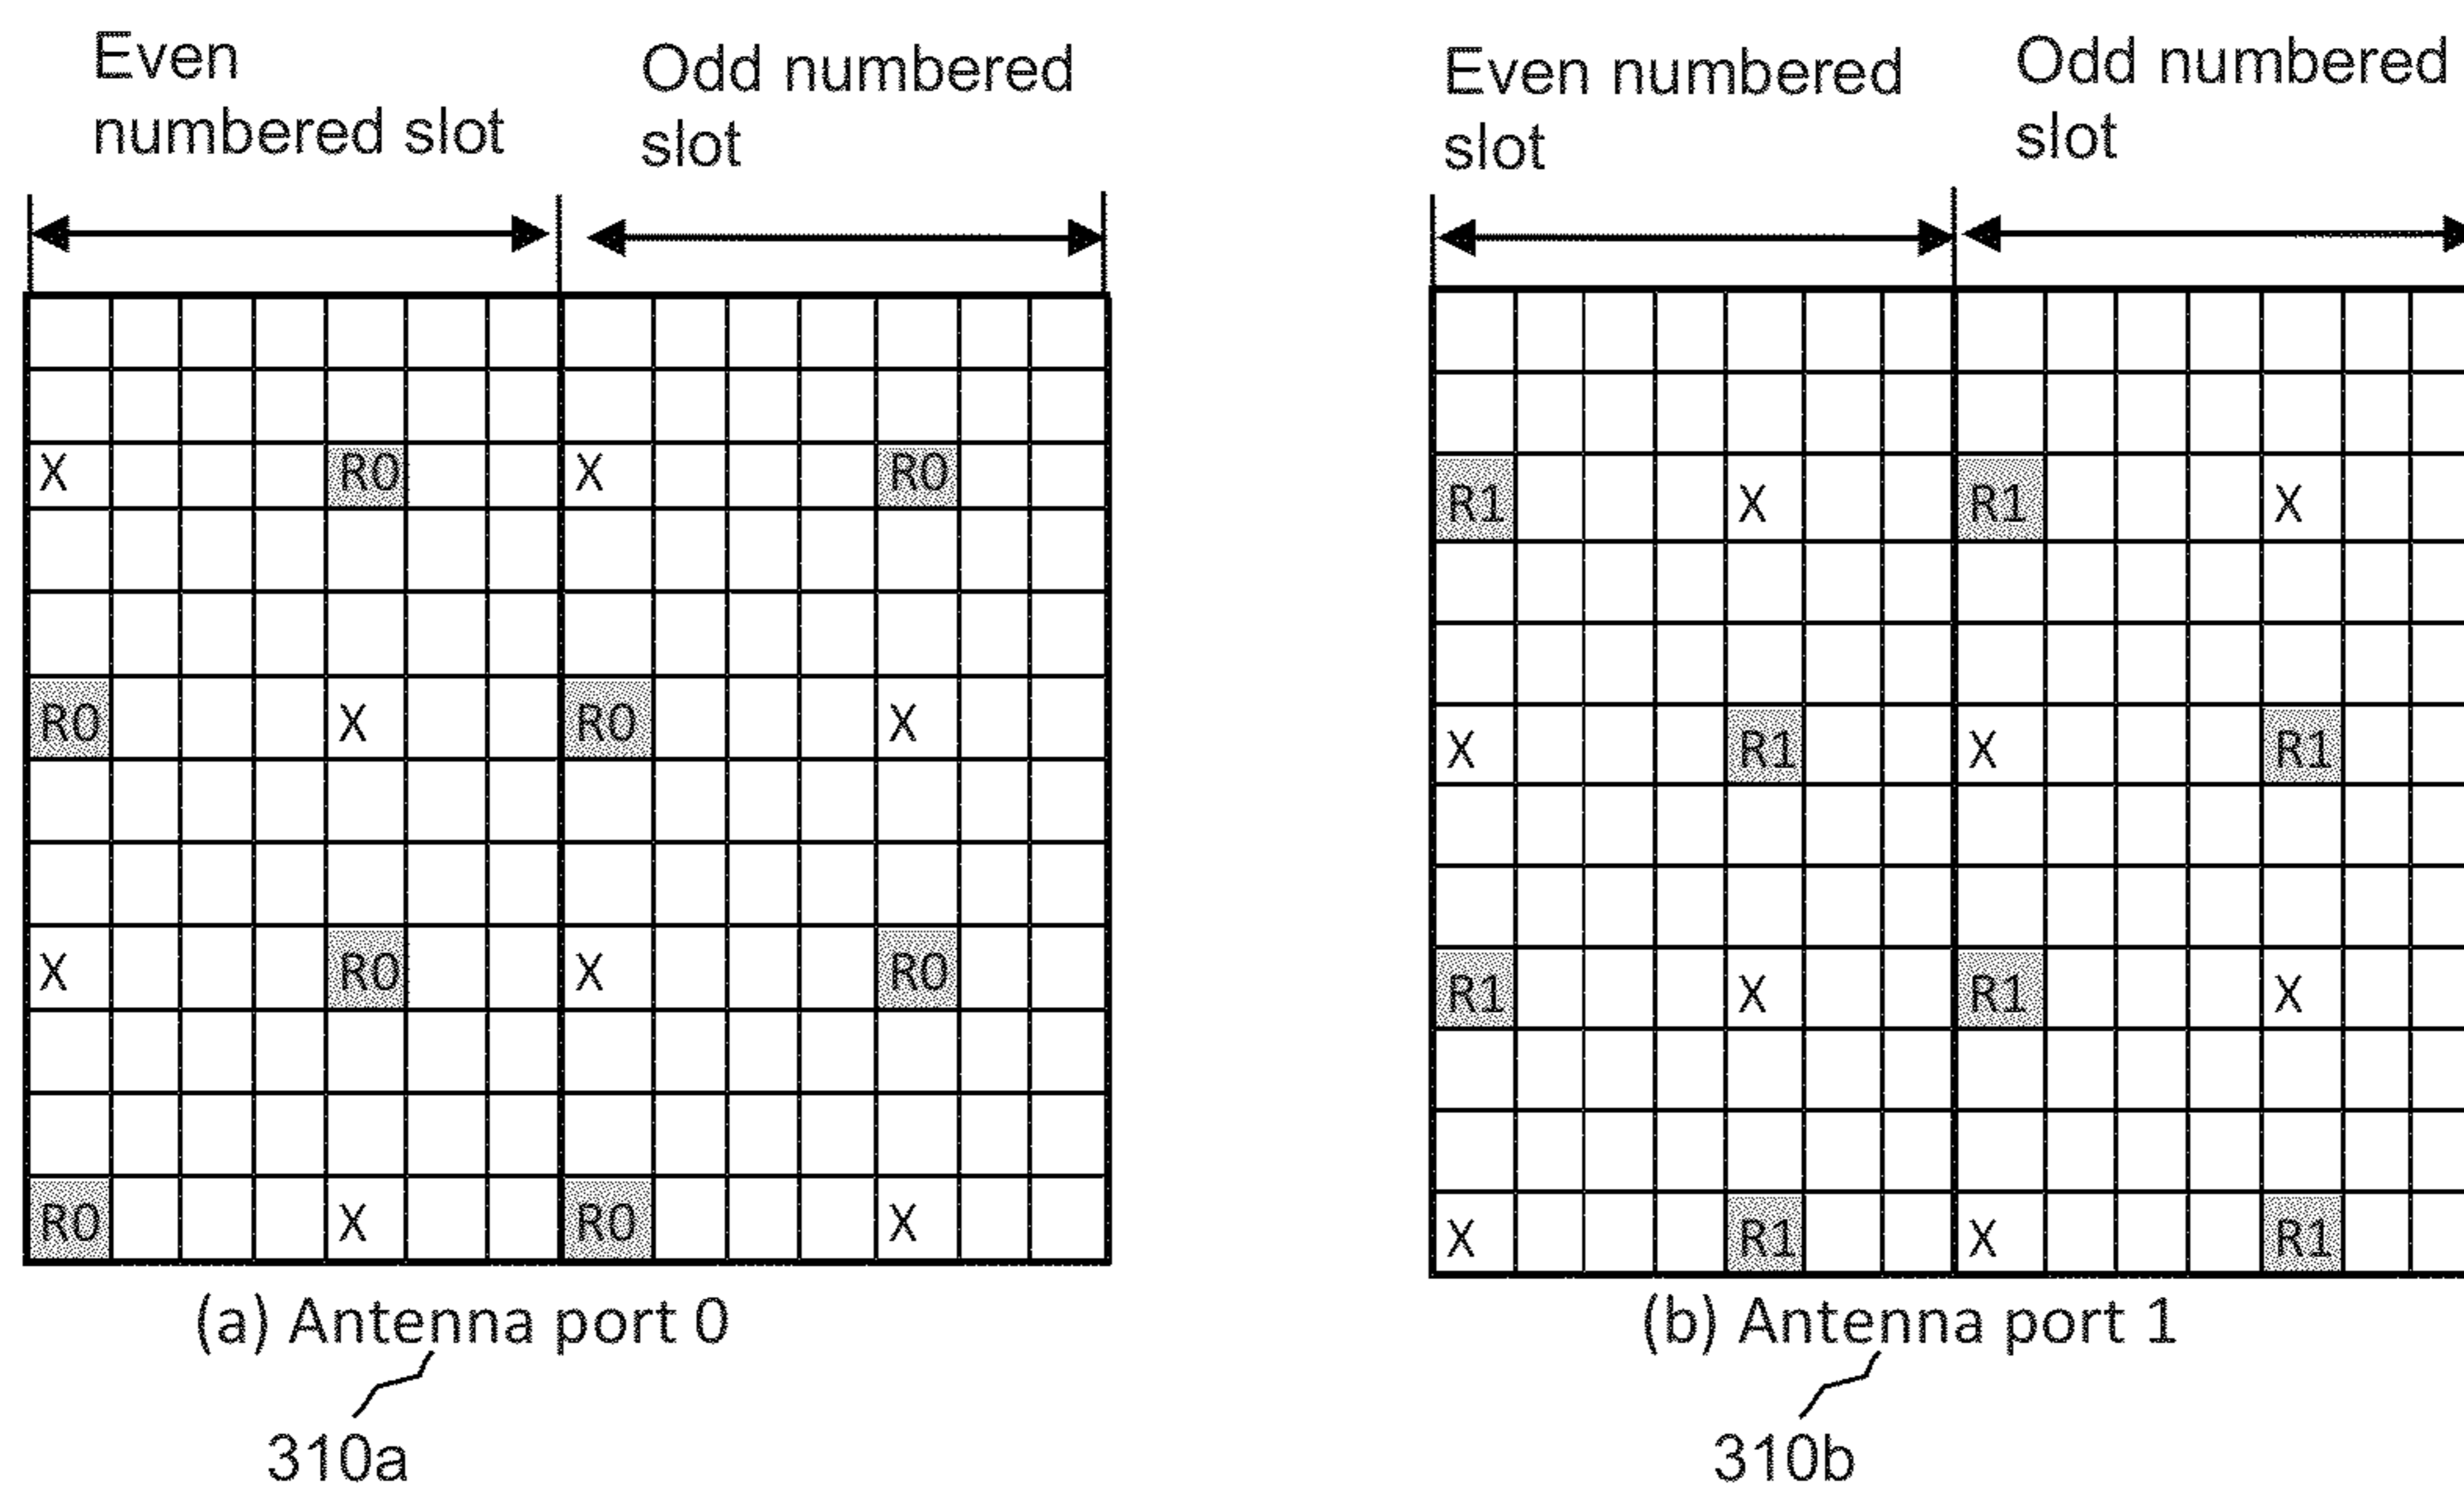 Even
numbered slot
Odd numbered
slot
Even numbered
slot
Odd numbered
slot
X R0 X R0
R0 X R0 X
X R0 X R0
R0 X R0 X
R1 X R1 X
X R1 X R1
R1 X R1 X
X R1 X R1
(a) Antenna port 0
310a
(b) Antenna port 1
310b